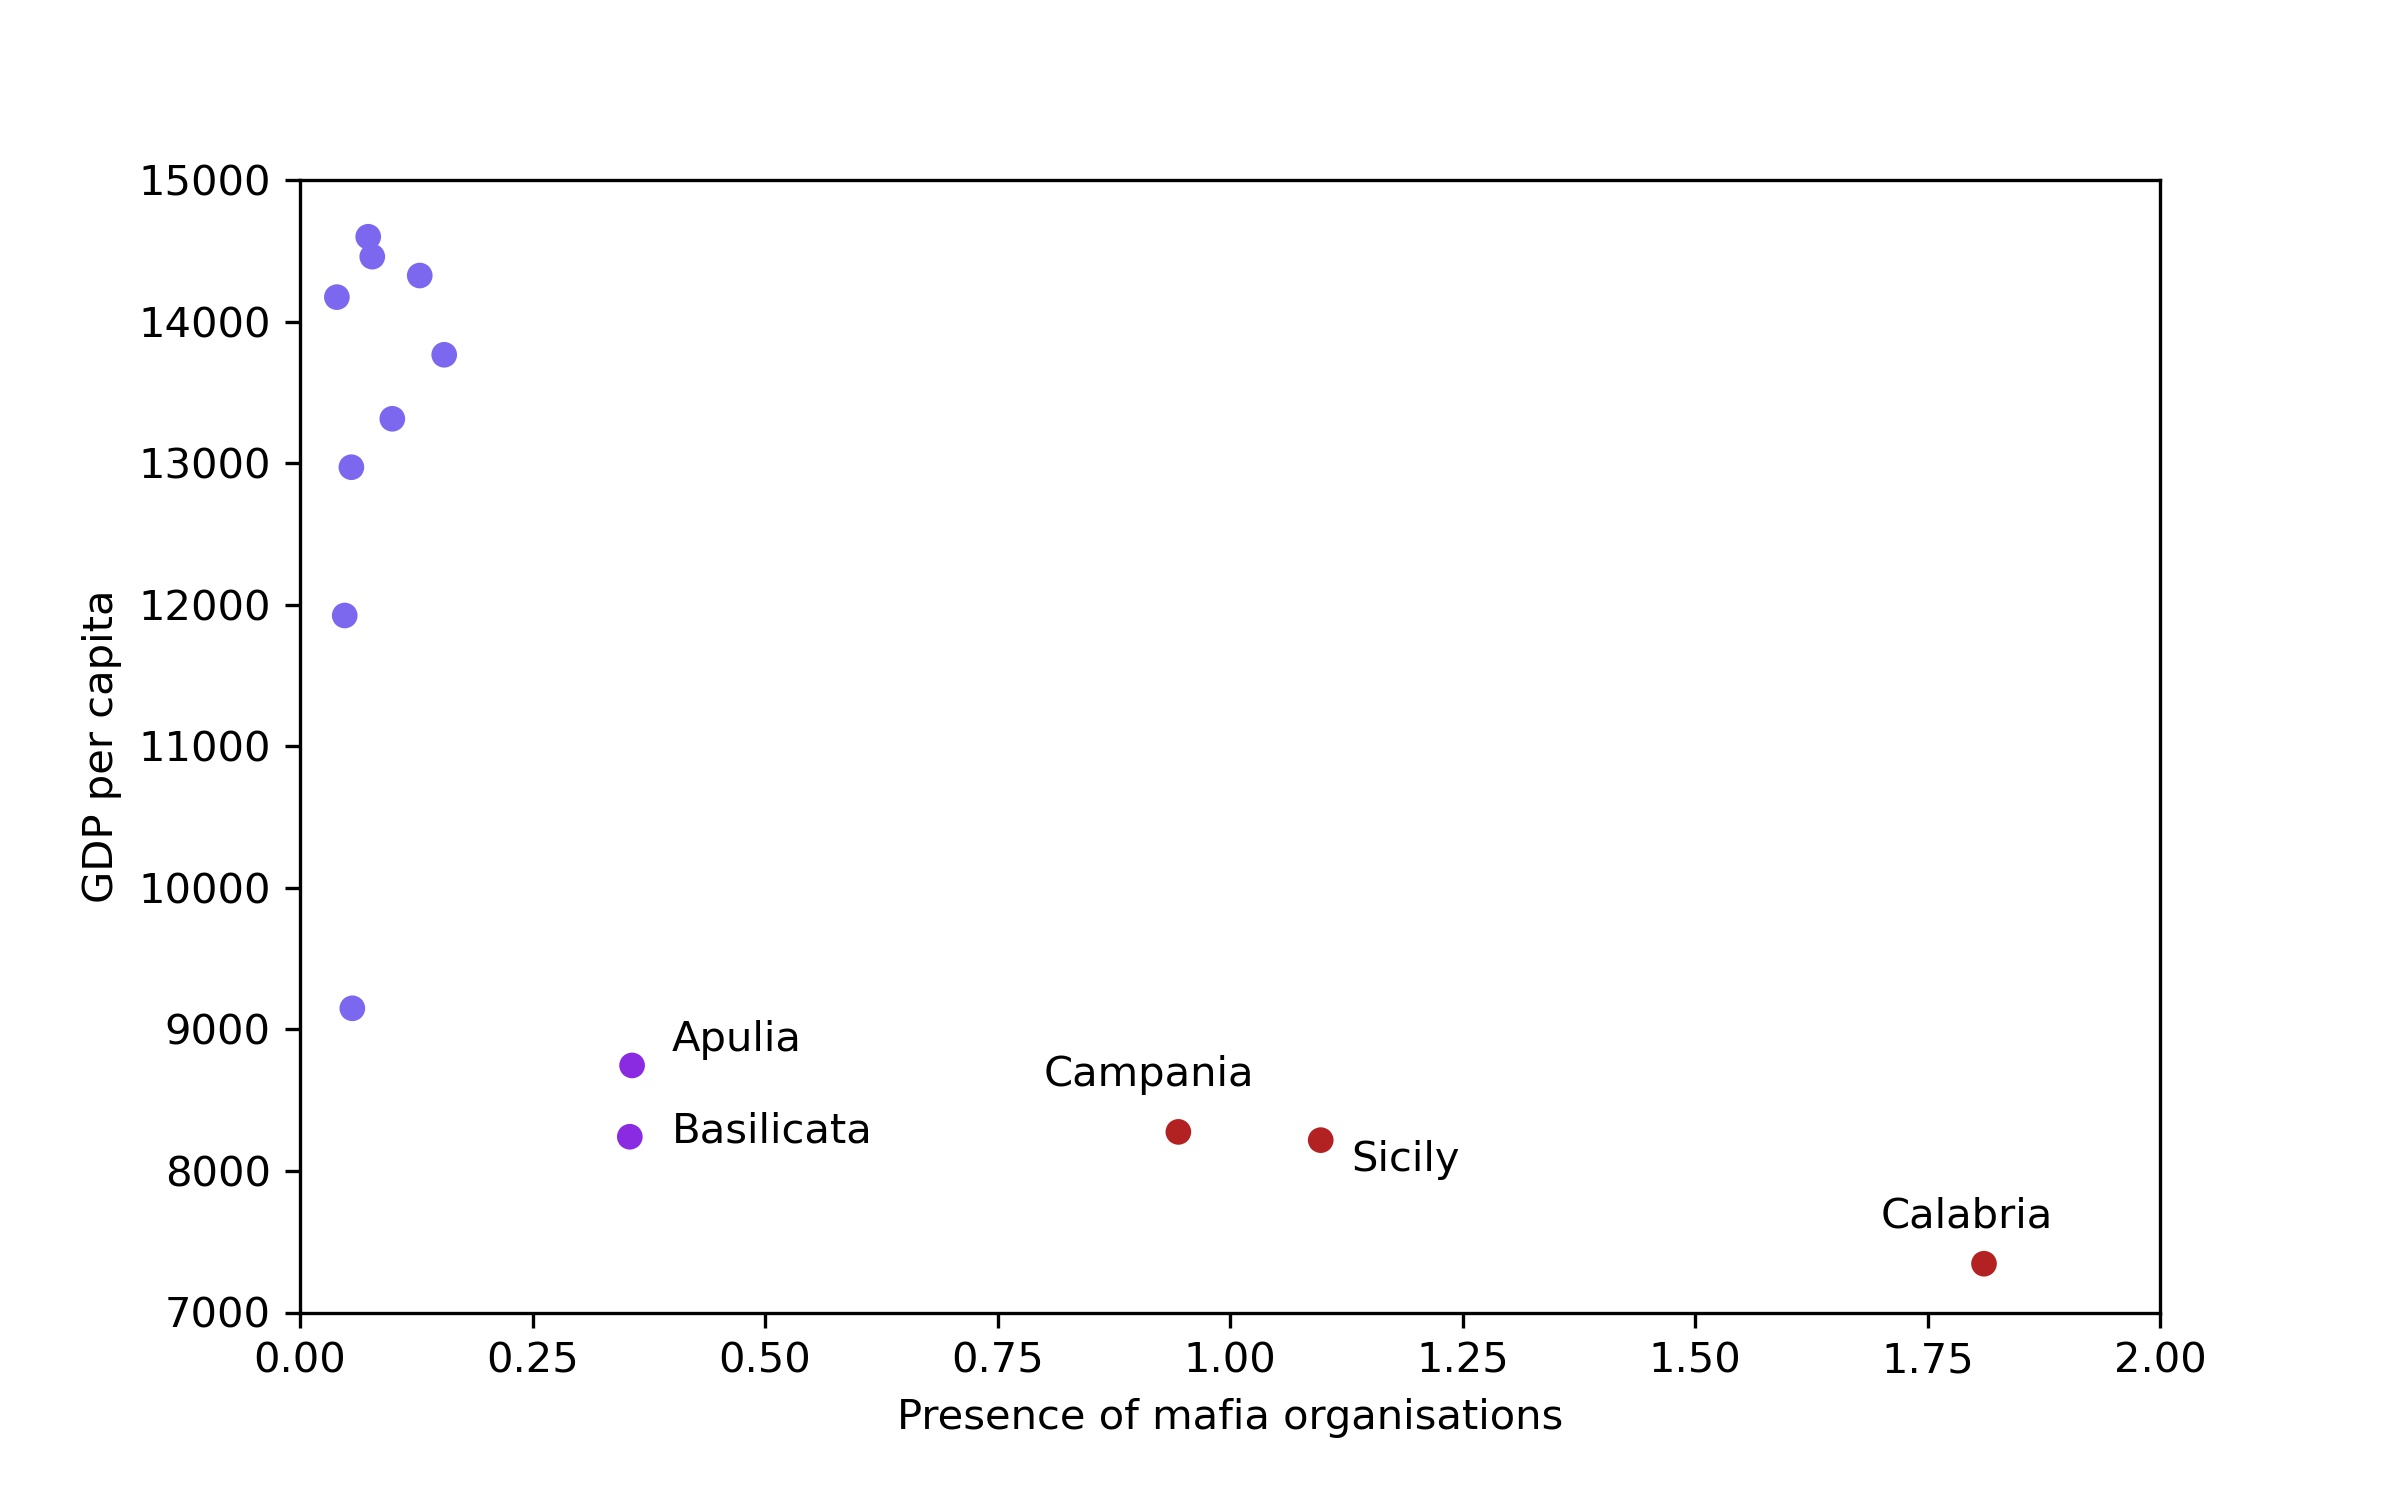 15000
14000
13000
12000
11000
10000
9000
8000
7000
GDP per capita
Apulia
Basilicata
Campania
Sicily
Calabria
0.00 0.25 0.50 0.75 1.00 1.25 1.50 1.75 2.00
Presence of mafia organisations